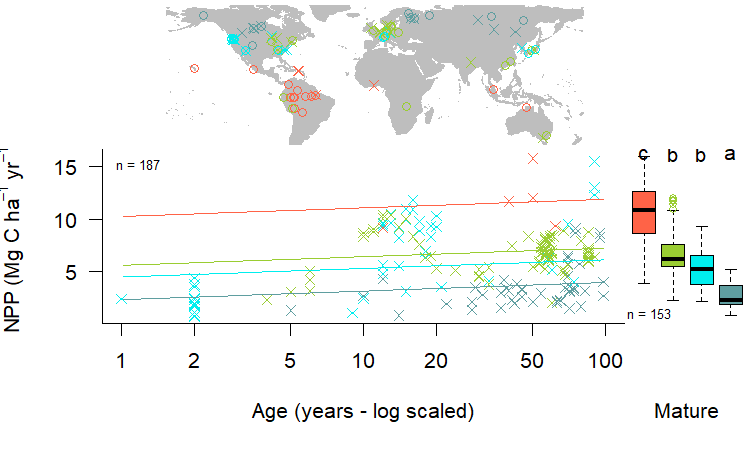 c b b a
15
n = 187
10
5
NPP (Mg C ha⁻¹ yr⁻¹
n = 153
1 2 5 10 20 50 100
Age (years - log scaled) Mature